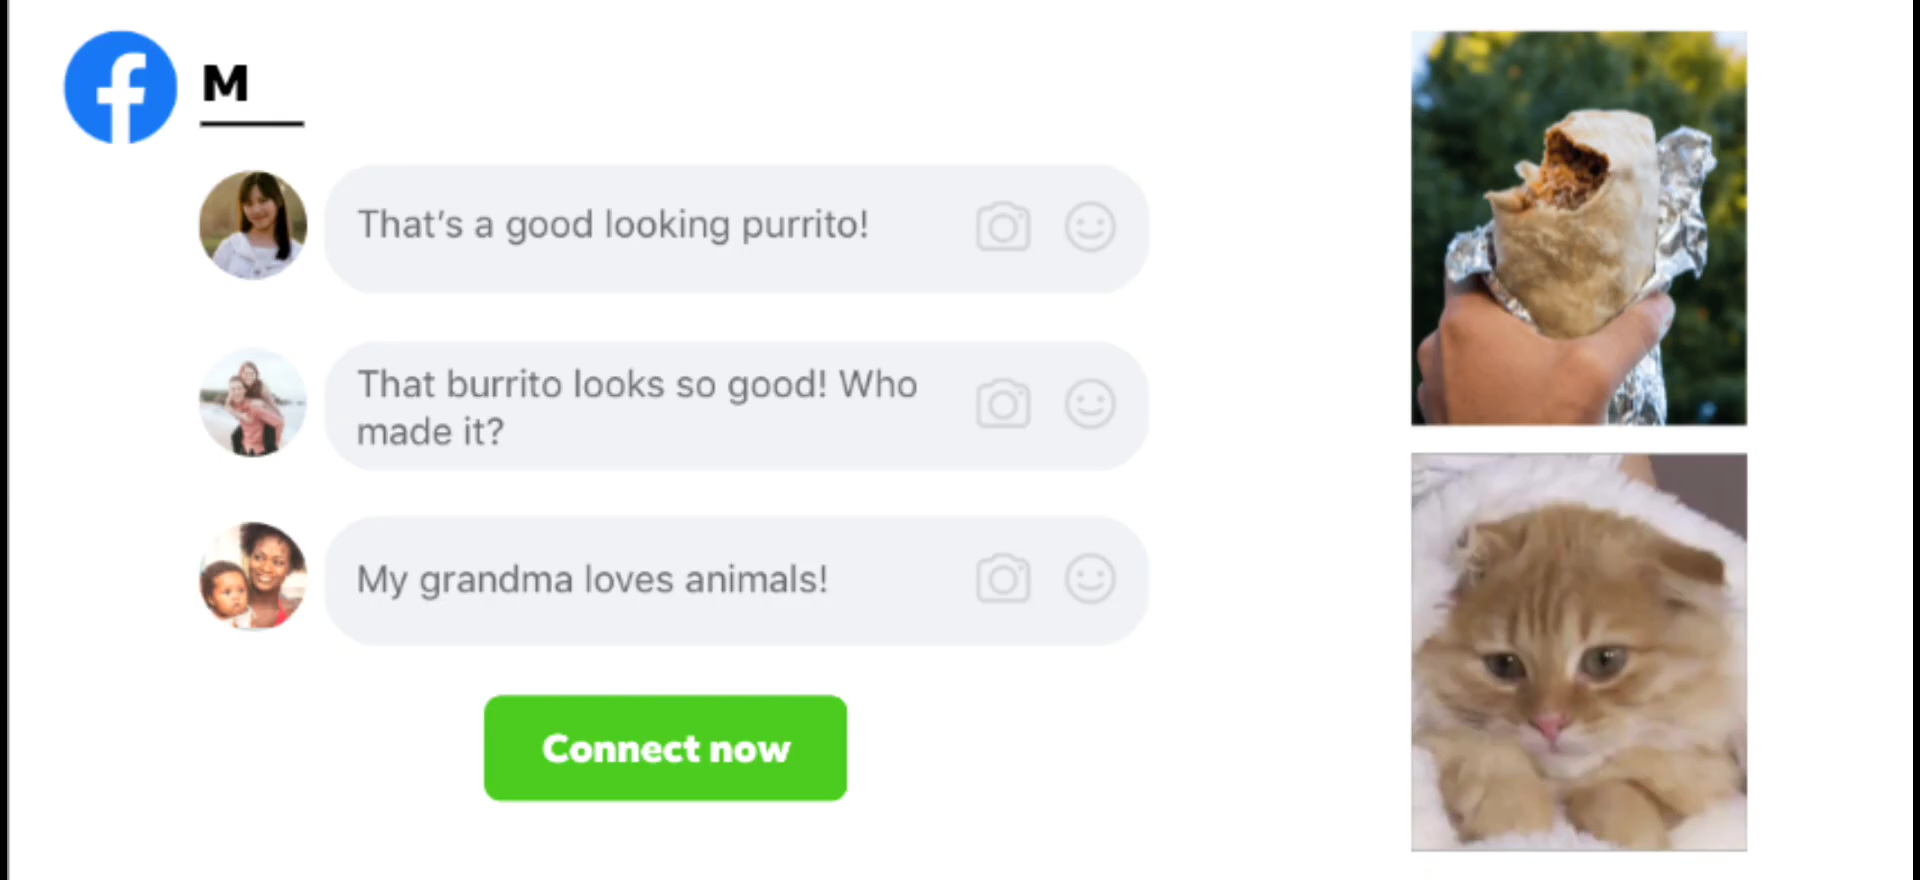 M
That's a good looking purrito!
That burrito looks so good! Who
made it?
My grandma loves animals!
Connect now